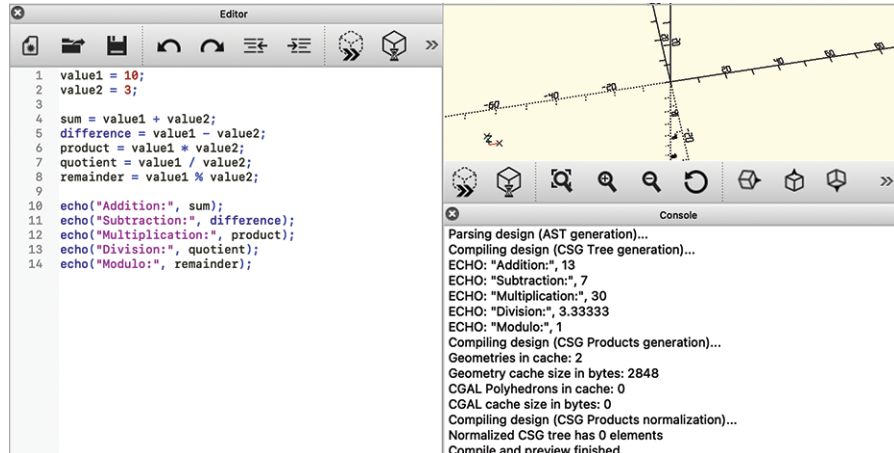 Editor
1 value1 = 10;
2 value2 = 3;
3
4 sum = value1 + value2;
5 difference = value1 - value2;
6 product = value1 * value2;
7 quotient = value1 / value2;
8 remainder = value1 % value2;
9
10 echo("Addition:", sum);
11 echo("Subtraction:", difference);
12 echo("Multiplication:", product);
13 echo("Division:", quotient);
14 echo("Modulo:", remainder);
-60 -40 -20 20 40 60 80
20
-20
Z X
Console
Parsing design (AST generation)...
Compiling design (CSG Tree generation)...
ECHO: "Addition:", 13
ECHO: "Subtraction:", 7
ECHO: "Multiplication:", 30
ECHO: "Division:", 3.33333
ECHO: "Modulo:", 1
Compiling design (CSG Products generation)...
Geometries in cache: 2
Geometry cache size in bytes: 2848
CGAL Polyhedrons in cache: 0
CGAL cache size in bytes: 0
Compiling design (CSG Products normalization)...
Normalized CSG tree has 0 elements
Compile and preview finished